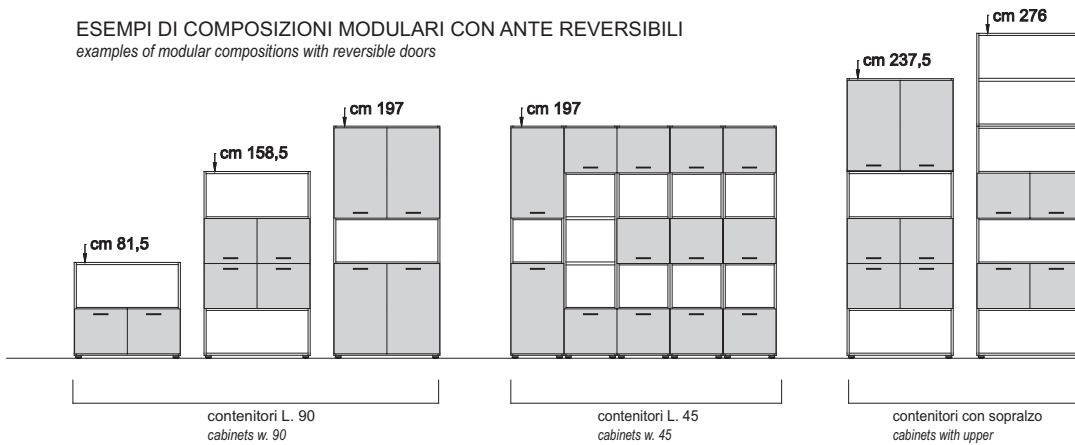 ESEMPI DI COMPOSIZIONI MODULARI CON ANTE REVERSIBILI
examples of modular compositions with reversible doors
cm 81,5
cm 158,5
cm 197
cm 197
cm 237,5
cm 276
contenitori L. 90
cabinets w. 90
contenitori L. 45
cabinets w. 45
contenitori con sopralzo
cabinets with upper